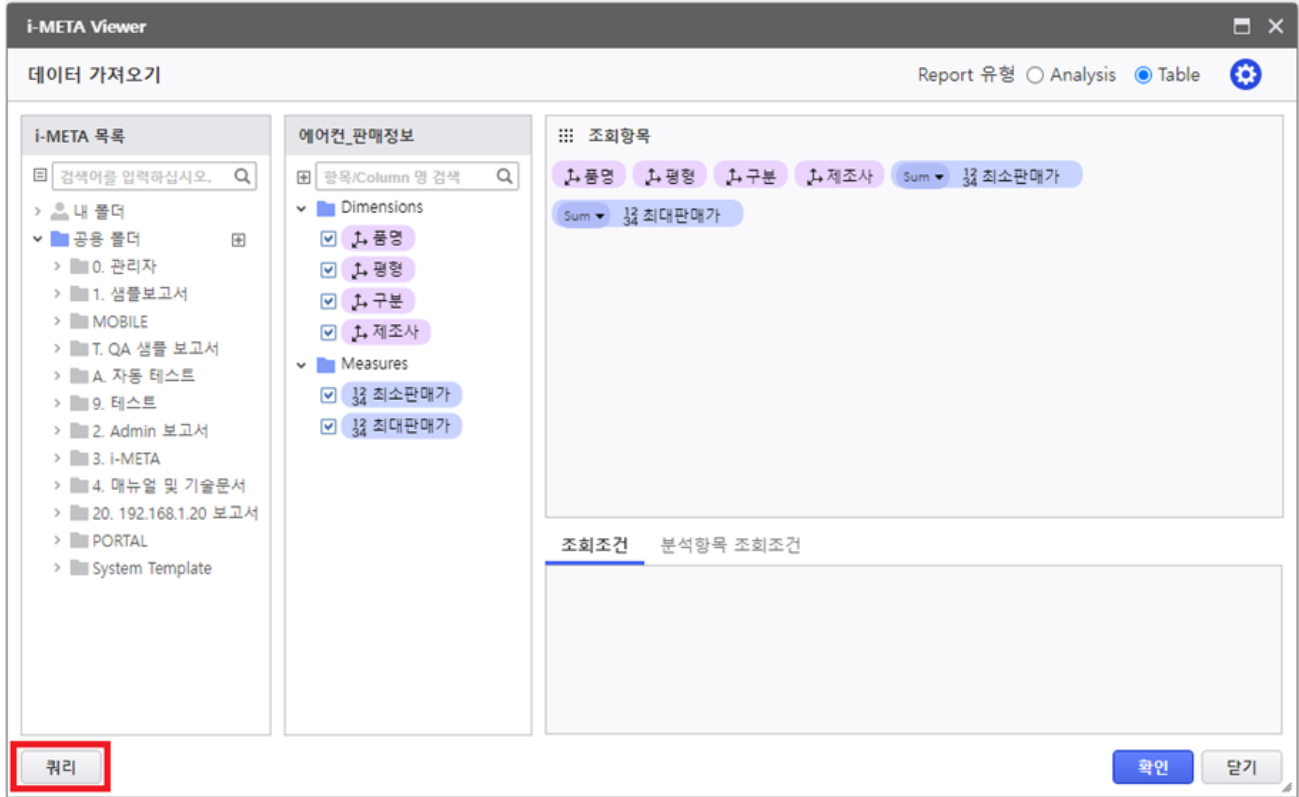 i-META Viewer
데이터 가져오기
Report 유형 Analysis Table
i-META 목록
검색어를 입력하십시오.
내 폴더
공용 폴더
0. 관리자
1. 샘플보고서
MOBILE
T. QA 샘플 보고서
A. 자동 테스트
9. 테스트
2. Admin 보고서
3. i-META
4. 매뉴얼 및 기술문서
20. 192.168.1.20 보고서
PORTAL
System Template
에어컨_판매정보
항목/Column 명 검색
Dimensions
품명
평형
구분
제조사
Measures
12 34 최소판매가
12 34 최대판매가
조회항목
품명 평형 구분 제조사 Sum 12 34 최소판매가
Sum 12 34 최대판매가
조회조건 분석항목 조회조건
쿼리
확인 닫기